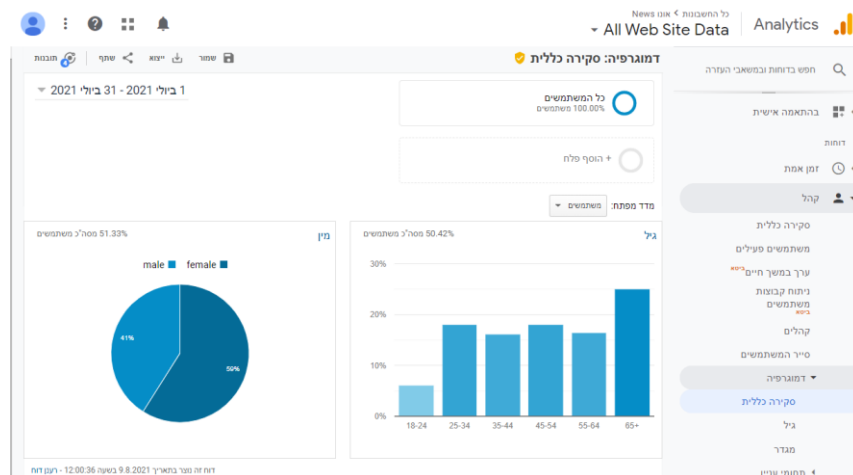 כל החשבונות > אונו News
All Web Site Data
Analytics
חפש בדוחות ובמשאבי העזרה
בהתאמה אישית
דוחות
זמן אמת
קהל
סקירה כללית
משתמשים פעילים
ערך במשך חיים ביטא
ניתוח קבוצות
משתמשים
ביטא
קהלים
סייר המשתמשים
דמוגרפיה
סקירה כללית
גיל
מגדר
תחומי עניין
דמוגרפיה: סקירה כללית
שמור
ייצוא
שתף
תובנות
4
1 ביולי 2021 - 31 ביולי 2021
כל המשתמשים
100.00% משתמשים
+ הוסף פלח
מדד מפתח:
משתמשים
גיל
50.42% מסה"כ משתמשים
30%
20%
10%
0%
18-24
25-34
35-44
45-54
55-64
65+
מין
51.33% מסה"כ משתמשים
male
female
41%
59%
דוח זה נוצר בתאריך 9.8.2021 בשעה 12:00:36 - רענן דוח